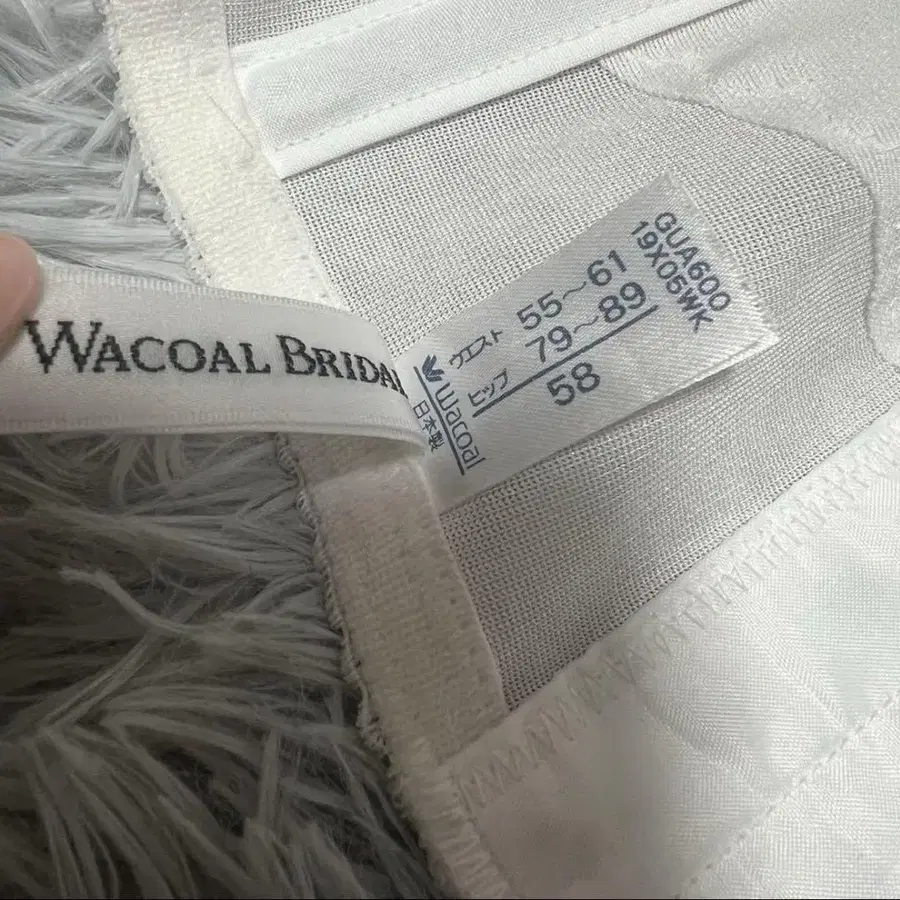 WACOAL BRIDAL
GUA600
19X05WK
ウエスト 55～61
ヒップ 79～89
58
wacoal
日本製